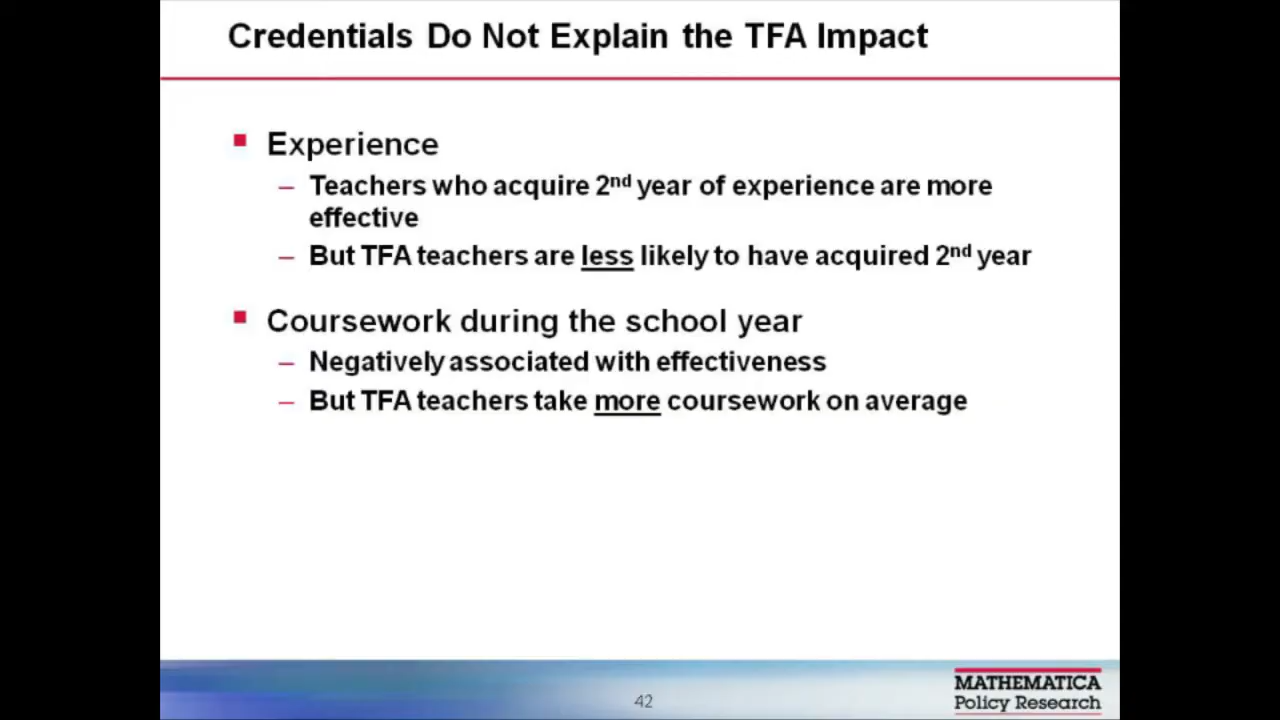 Credentials Do Not Explain the TFA Impact
Experience
– Teachers who acquire 2nd year of experience are more
effective
– But TFA teachers are less likely to have acquired 2nd year
Coursework during the school year
– Negatively associated with effectiveness
– But TFA teachers take more coursework on average
42
MATHEMATICA
Policy Research